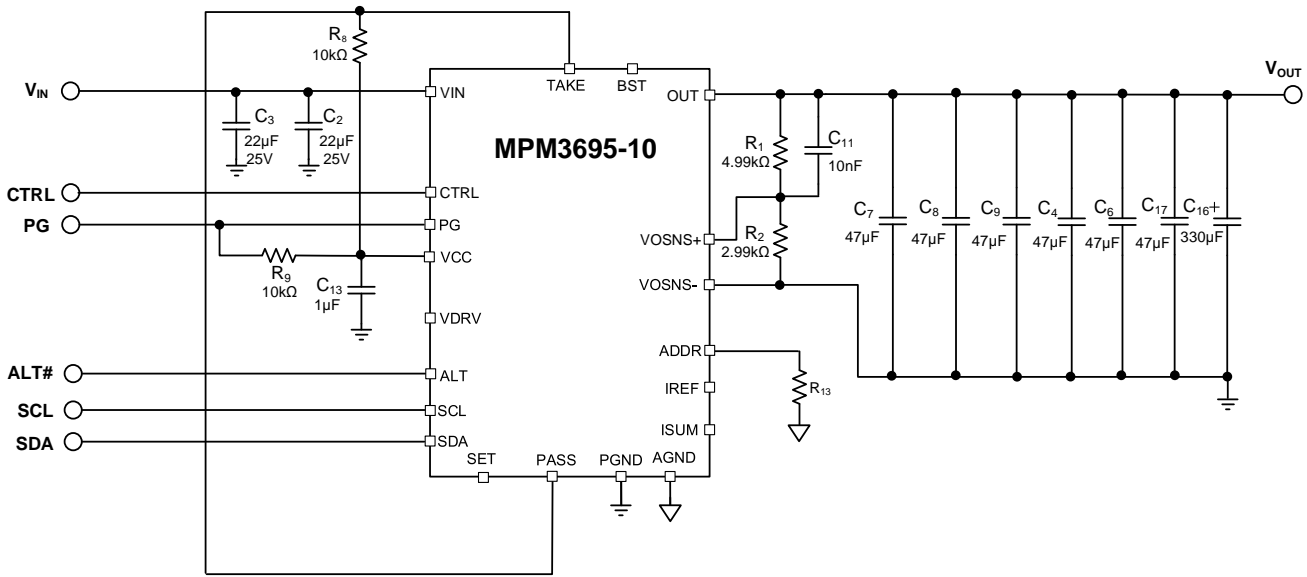 R8
10kΩ
VIN
C3
22µF
25V
C2
22µF
25V
VIN
TAKE
BST
OUT
VOUT
MPM3695-10
R1
4.99kΩ
C11
10nF
CTRL
CTRL
PG
PG
VOSNS+
R2
2.99kΩ
C7
47µF
C8
47µF
C9
47µF
C4
47µF
C6
47µF
C17
47µF
C16+
330µF
R9
10kΩ
VCC
C13
1µF
VOSNS-
VDRV
ADDR
R13
ALT#
ALT
IREF
SCL
SCL
ISUM
SDA
SDA
SET
PASS
PGND
AGND